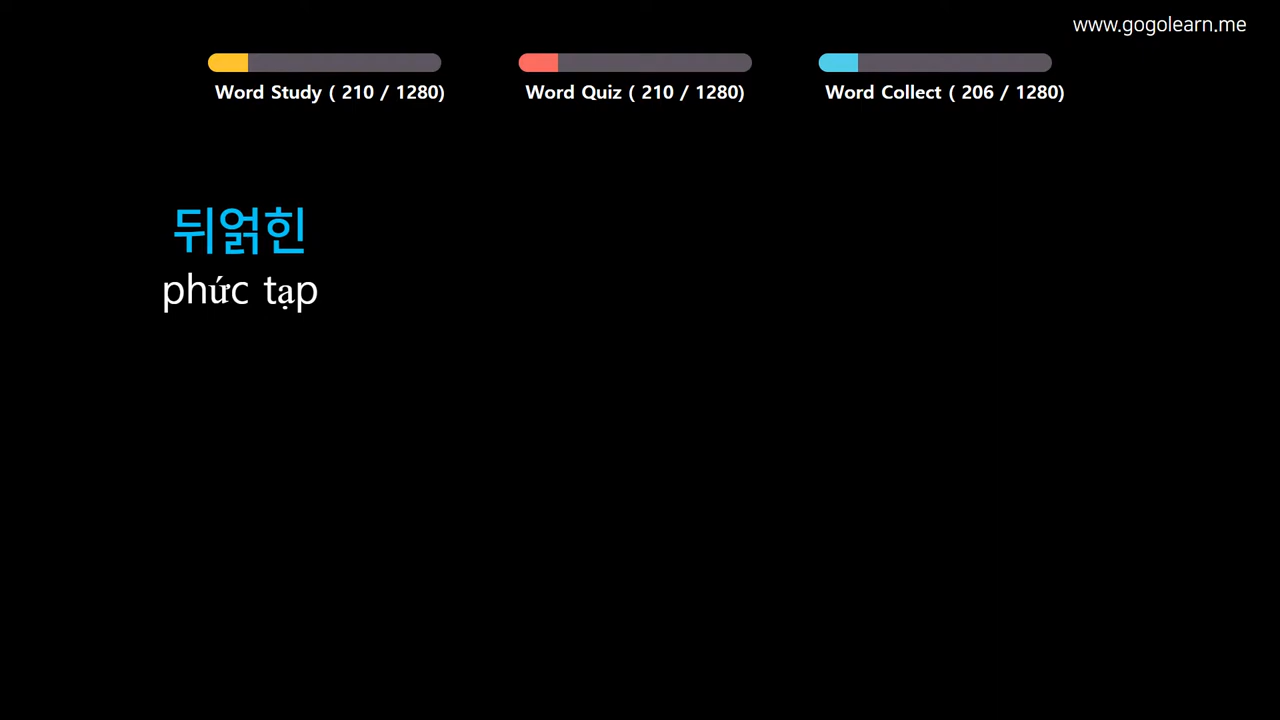 www.gogolearn.me
Word Study ( 210 / 1280)
Word Quiz ( 210 / 1280)
Word Collect ( 206 / 1280)
뒤얽힌
phức tạp